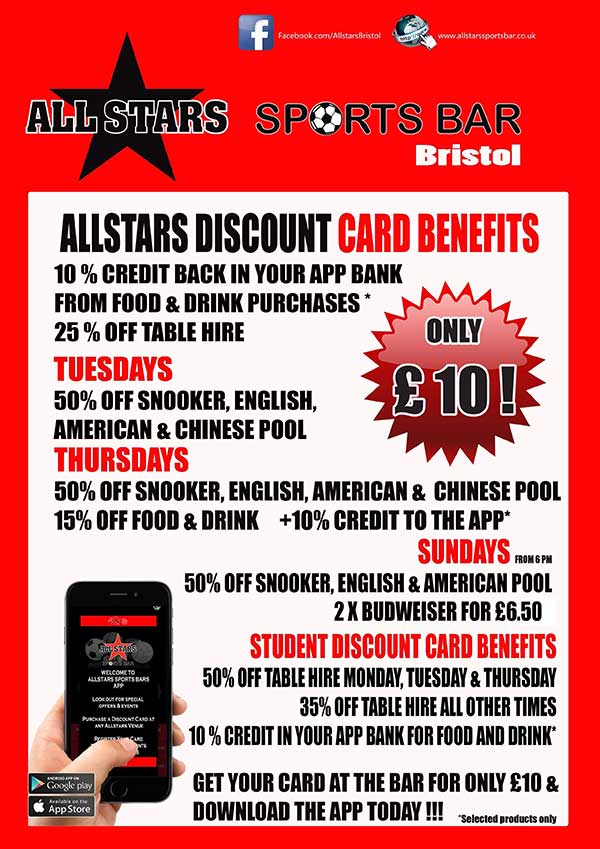 Facebook.com/AllstarsBristol
www.allstarssportsbar.co.uk
ALL STARS
SPORTS BAR
Bristol
ALLSTARS DISCOUNT CARD BENEFITS
10 % CREDIT BACK IN YOUR APP BANK
FROM FOOD & DRINK PURCHASES *
25 % OFF TABLE HIRE
ONLY
£ 10 !
TUESDAYS
50% OFF SNOOKER, ENGLISH,
AMERICAN & CHINESE POOL
THURSDAYS
50% OFF SNOOKER, ENGLISH, AMERICAN & CHINESE POOL
15% OFF FOOD & DRINK +10% CREDIT TO THE APP*
SUNDAYS FROM 6 PM
50% OFF SNOOKER, ENGLISH & AMERICAN POOL
2 X BUDWEISER FOR £6.50
STUDENT DISCOUNT CARD BENEFITS
50% OFF TABLE HIRE MONDAY, TUESDAY & THURSDAY
35% OFF TABLE HIRE ALL OTHER TIMES
10 % CREDIT IN YOUR APP BANK FOR FOOD AND DRINK*
ALL STARS
SPORTS BAR
WELCOME TO
ALLSTARS SPORTS BARS
APP
LOOK OUT FOR SPECIAL
OFFERS & EVENTS
PURCHASE A DISCOUNT CARD AT
ANY ALLSTARS VENUE
REGISTER YOUR CARD
ANDROID APP ON
Google play
Available on the
App Store
GET YOUR CARD AT THE BAR FOR ONLY £10 &
DOWNLOAD THE APP TODAY !!! *Selected products only